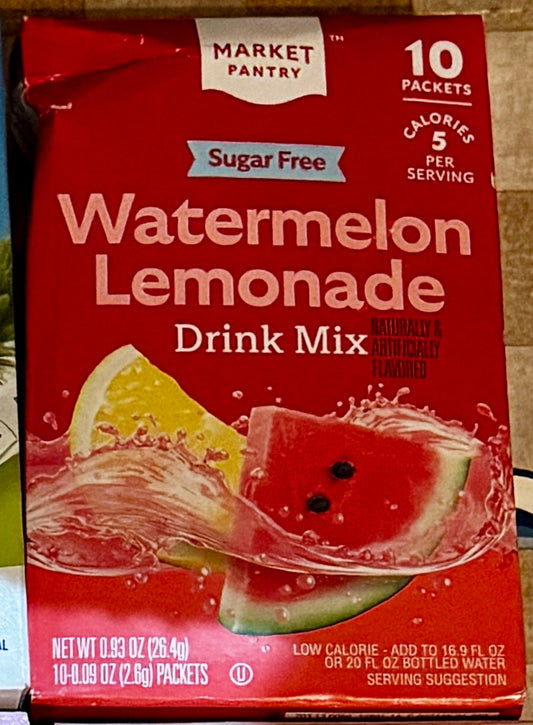 MARKET
PANTRY
™
10
PACKETS
CALORIES
5
PER
SERVING
Sugar Free
Watermelon
Lemonade
Drink Mix
NATURALLY &
ARTIFICIALLY
FLAVORED
NET WT 0.93 OZ (26.4g)
10-0.09 OZ (2.6g) PACKETS
U
LOW CALORIE - ADD TO 16.9 FL OZ
OR 20 FL OZ BOTTLED WATER
SERVING SUGGESTION
AL